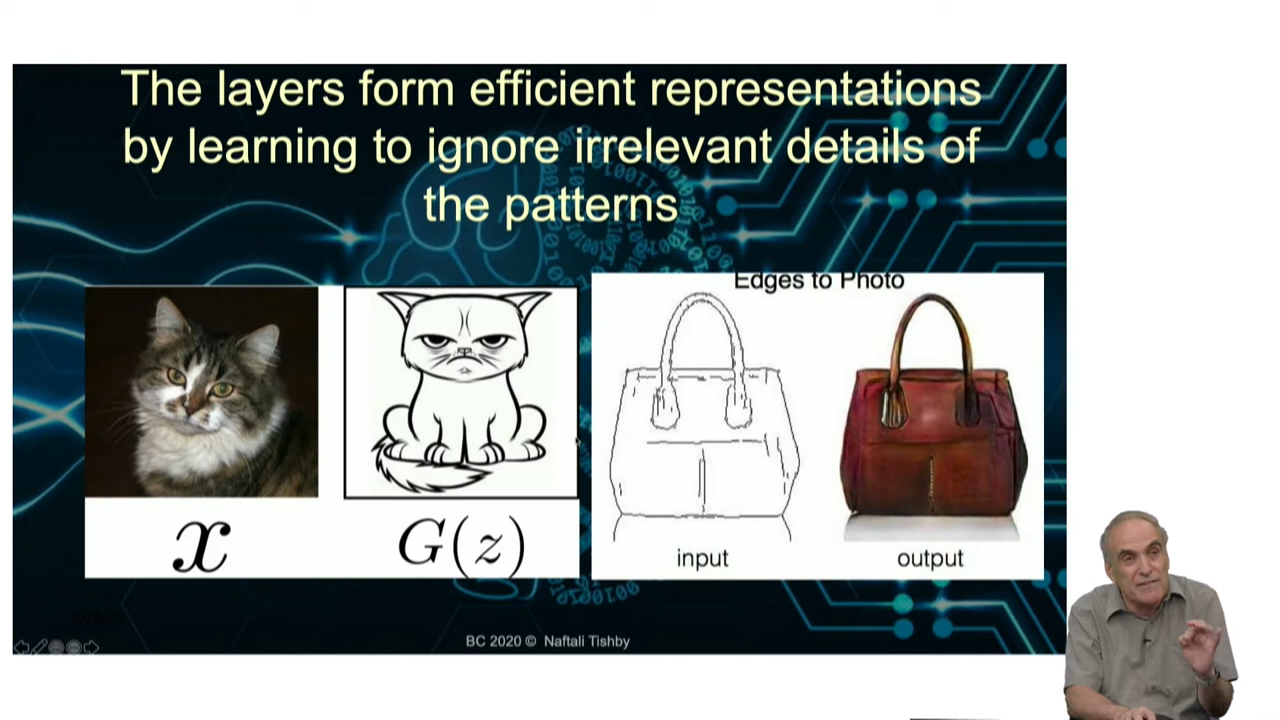 The layers form efficient representations
by learning to ignore irrelevant details of
the patterns
Edges to Photo
x
G(z)
input
output
BC 2020 © Naftali Tishby